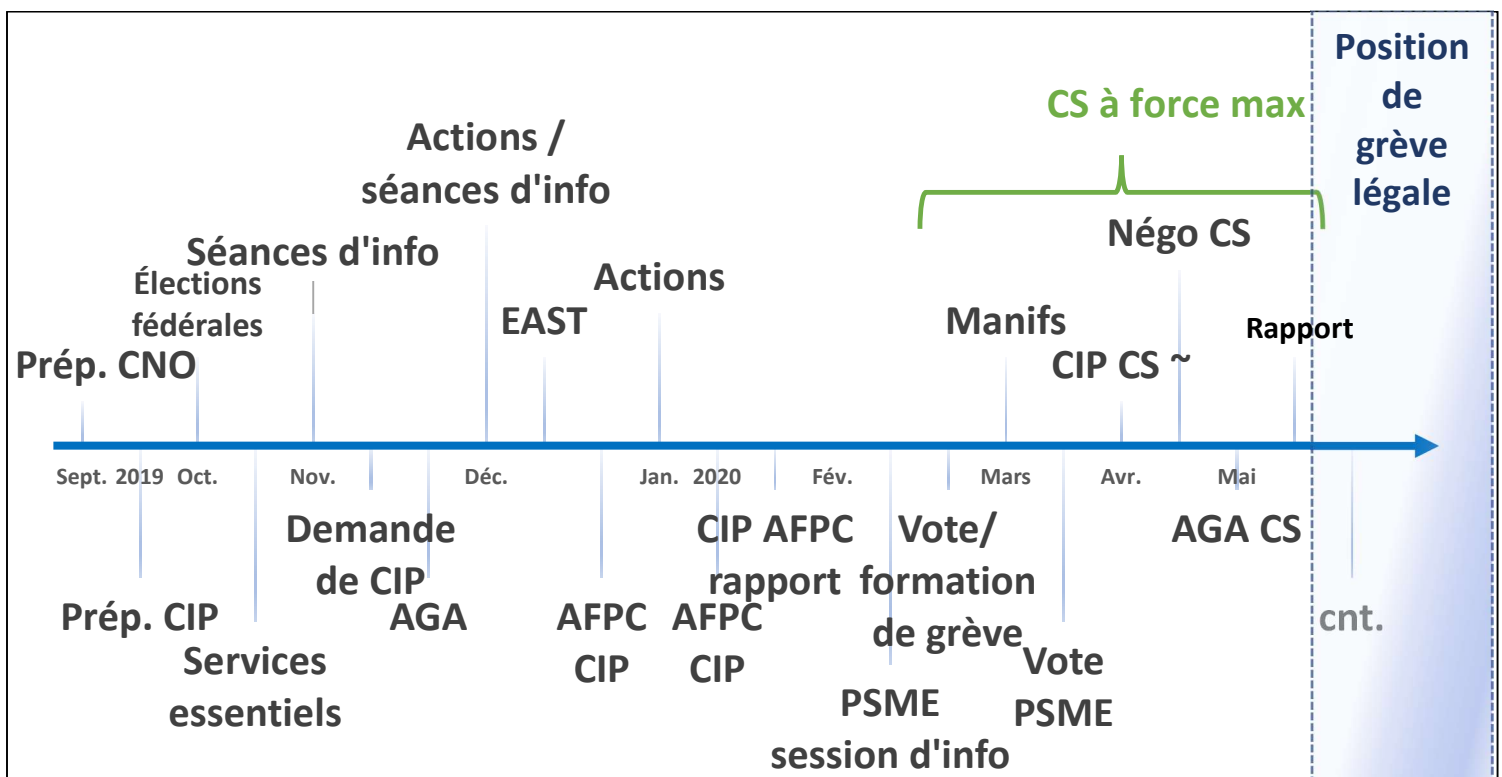 Position
de
grève
légale
CS à force max
Actions /
séances d'info
Négo CS
Séances d'info
Élections
fédérales
Actions
EAST
Manifs
Rapport
Prép. CNO
CIP CS ~
Sept. 2019 Oct. Nov. Déc. Jan. 2020 Fév. Mars Avr. Mai
Demande
de CIP
CIP AFPC
rapport
Vote/
formation
de grève
AGA CS
Prép. CIP
AGA
AFPC
CIP
AFPC
CIP
cnt.
Services
essentiels
Vote
PSME
PSME
session d'info